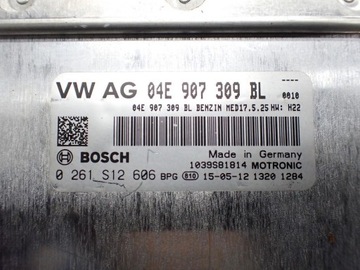 VW AG 04E 907 309 BL ----
0010
04E 907 309 BL BENZIN MED17.5.25 HW: H22
BOSCH
Made in Germany
1039S81814 MOTRONIC
0 261 S12 606 BPG 810 15-05-12 1320 1284